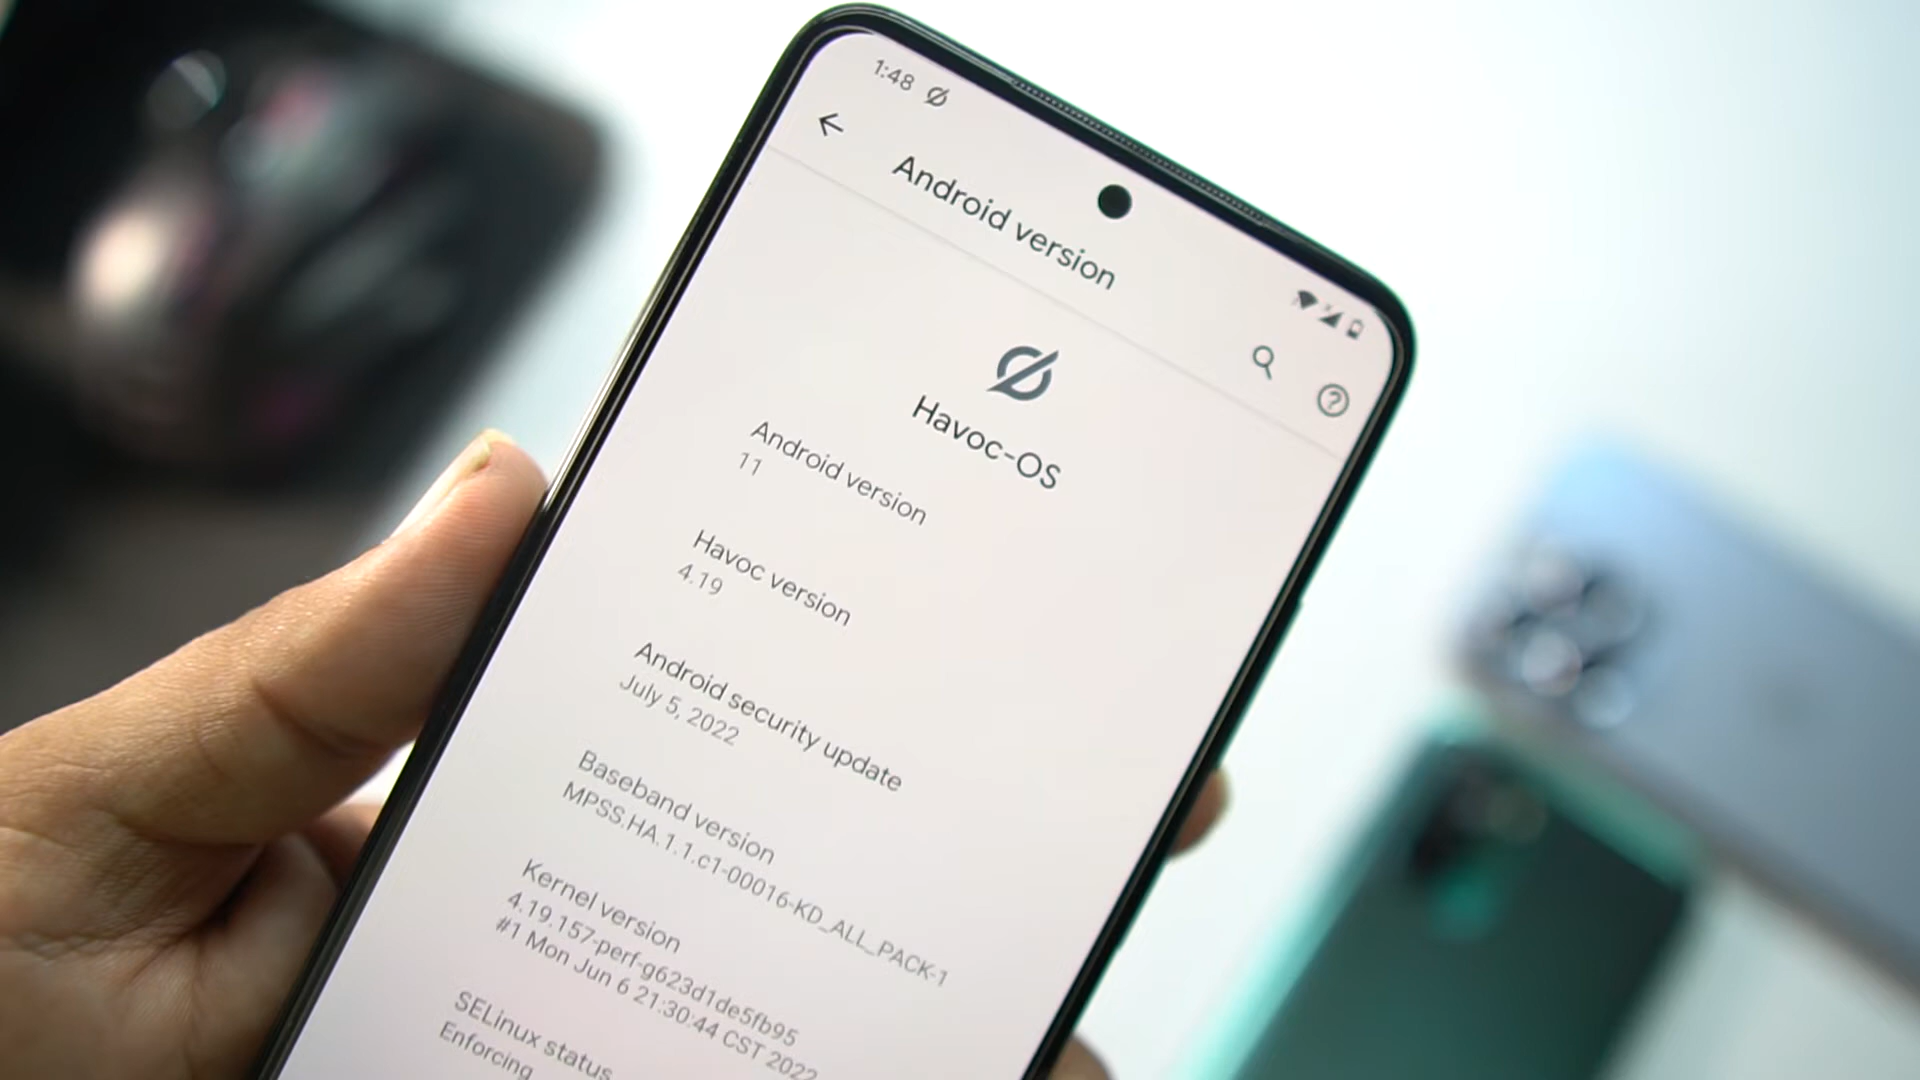 1:48
Android version
Havoc-OS
Android version
11
Havoc version
4.19
Android security update
July 5, 2022
Baseband version
MPSS.HA.1.1.c1-00016-KD_ALL_PACK-1
Kernel version
4.19.157-perf-g623d1de5fb95
#1 Mon Jun 6 21:30:44 CST 2022
SELinux status
Enforcing